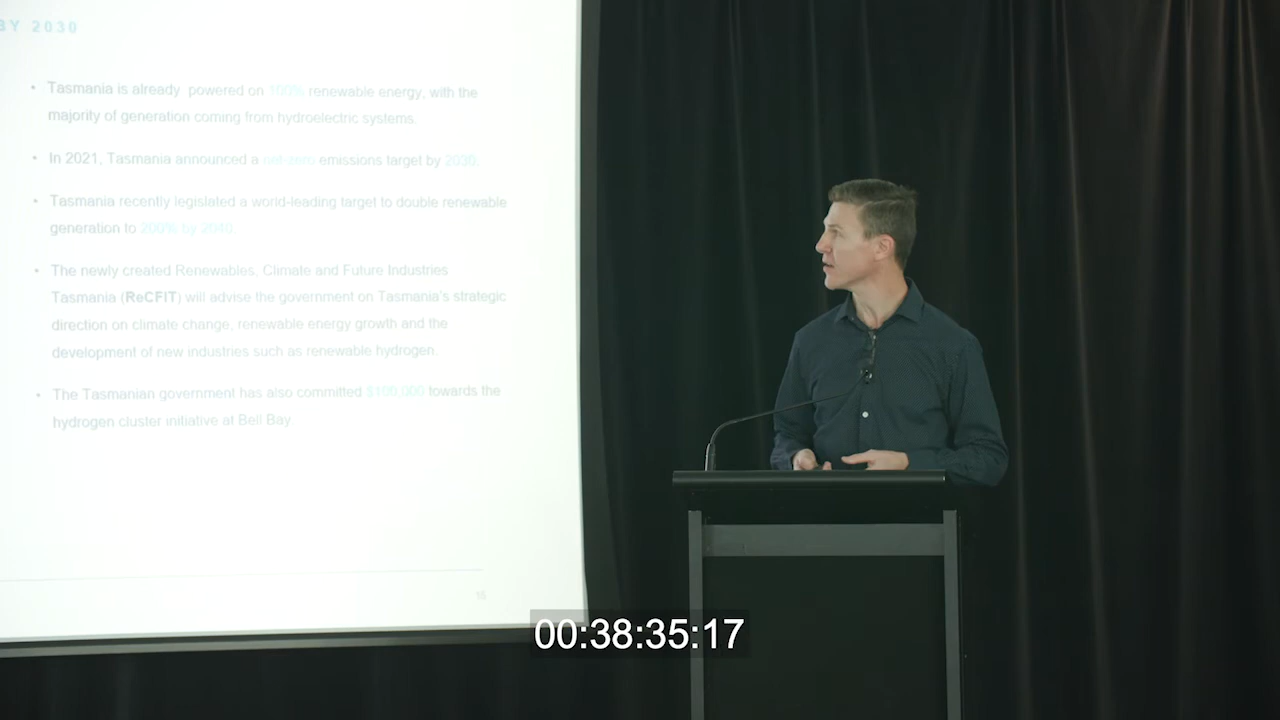 BY 2030
• Tasmania is already powered on 100% renewable energy, with the
majority of generation coming from hydroelectric systems.
• In 2021, Tasmania announced a net-zero emissions target by 2030.
• Tasmania recently legislated a world-leading target to double renewable
generation to 200% by 2040.
• The newly created Renewables, Climate and Future Industries
Tasmania (ReCFIT) will advise the government on Tasmania's strategic
direction on climate change, renewable energy growth and the
development of new industries such as renewable hydrogen.
• The Tasmanian government has also committed $100,000 towards the
hydrogen cluster initiative at Bell Bay.
15
00:38:35:17